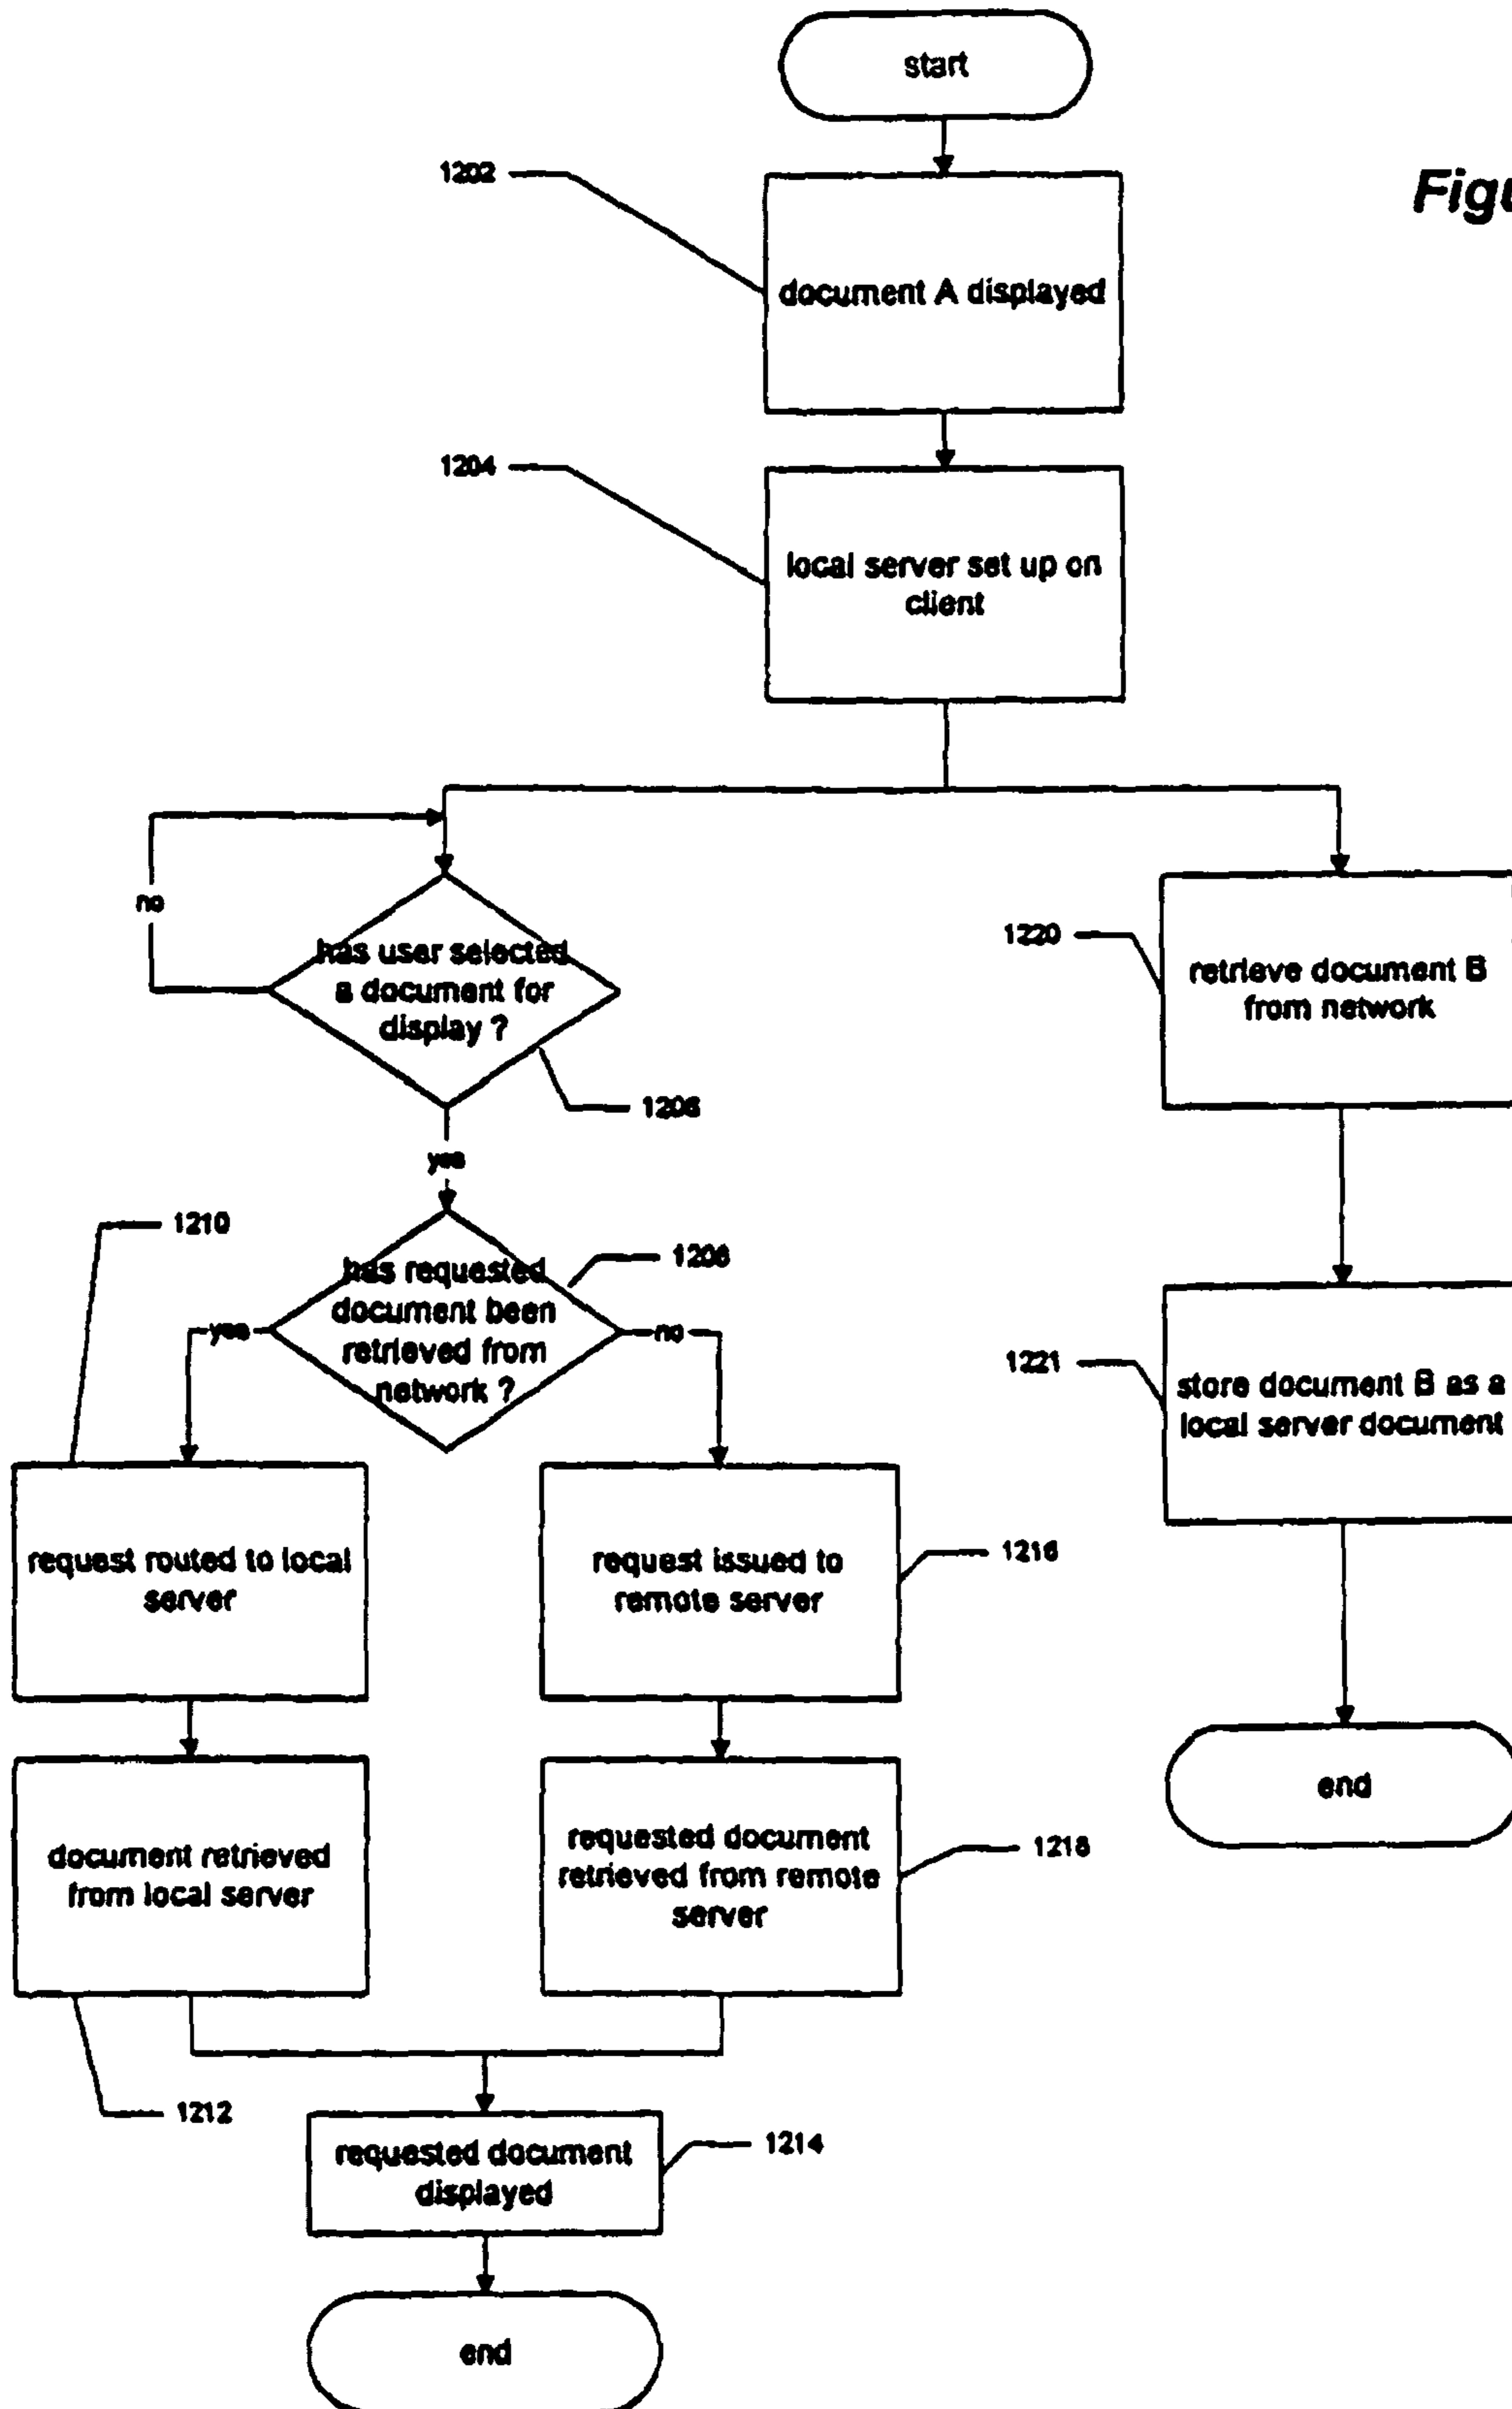 start
1202
document A displayed
1204
local server set up on
client
no
has user selected
a document for
display ?
1206
yes
1220
retrieve document B
from network
1210
1208
has requested
document been
retrieved from
network ?
yes
no
1221
store document B as a
local server document
request routed to local
server
request issued to
remote server
1216
document retrieved
from local server
requested document
retrieved from remote
server
1218
end
1212
requested document
displayed
1214
end